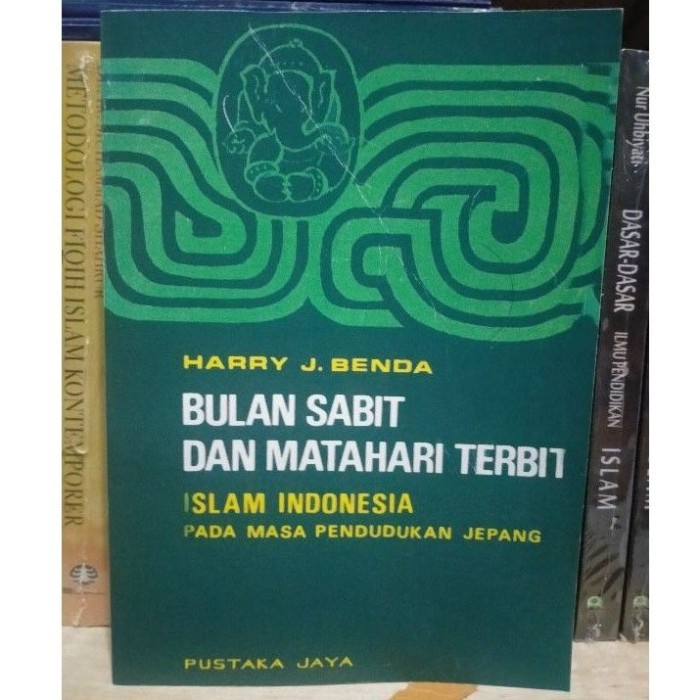 HARRY J. BENDA
BULAN SABIT
DAN MATAHARI TERBIT
ISLAM INDONESIA
PADA MASA PENDUDUKAN JEPANG
PUSTAKA JAYA
METODOLOGI FIQIH ISLAM KONTEMPORER
Nur Uhbiyati
DASAR-DASAR
ILMU PENDIDIKAN
ISLAM